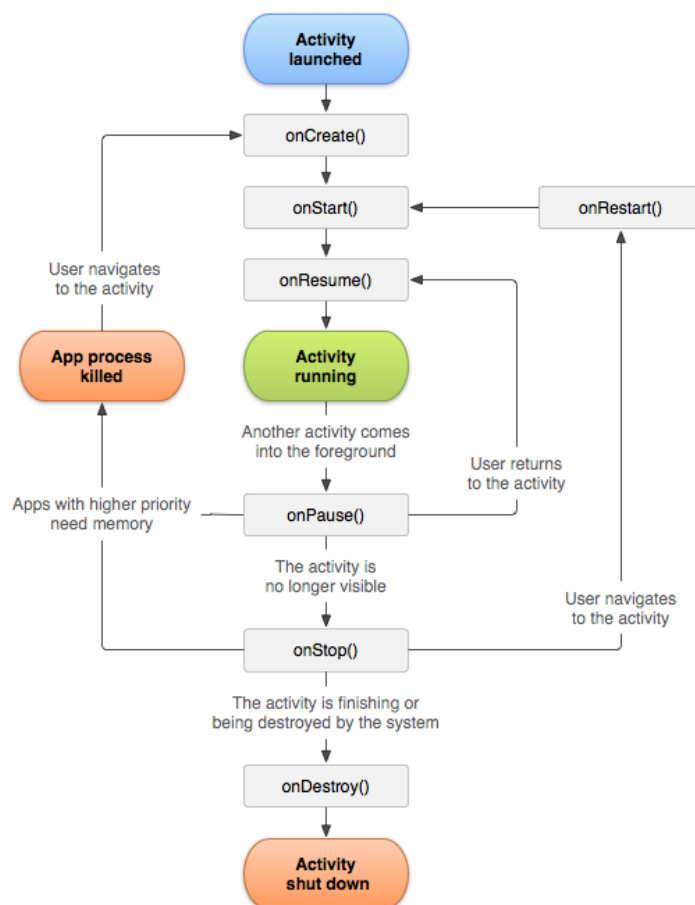 Activity
launched
onCreate()
onStart()
onRestart()
User navigates
to the activity
onResume()
App process
killed
Activity
running
Another activity comes
into the foreground
User returns
to the activity
Apps with higher priority
need memory
onPause()
The activity is
no longer visible
User navigates
to the activity
onStop()
The activity is finishing or
being destroyed by the system
onDestroy()
Activity
shut down